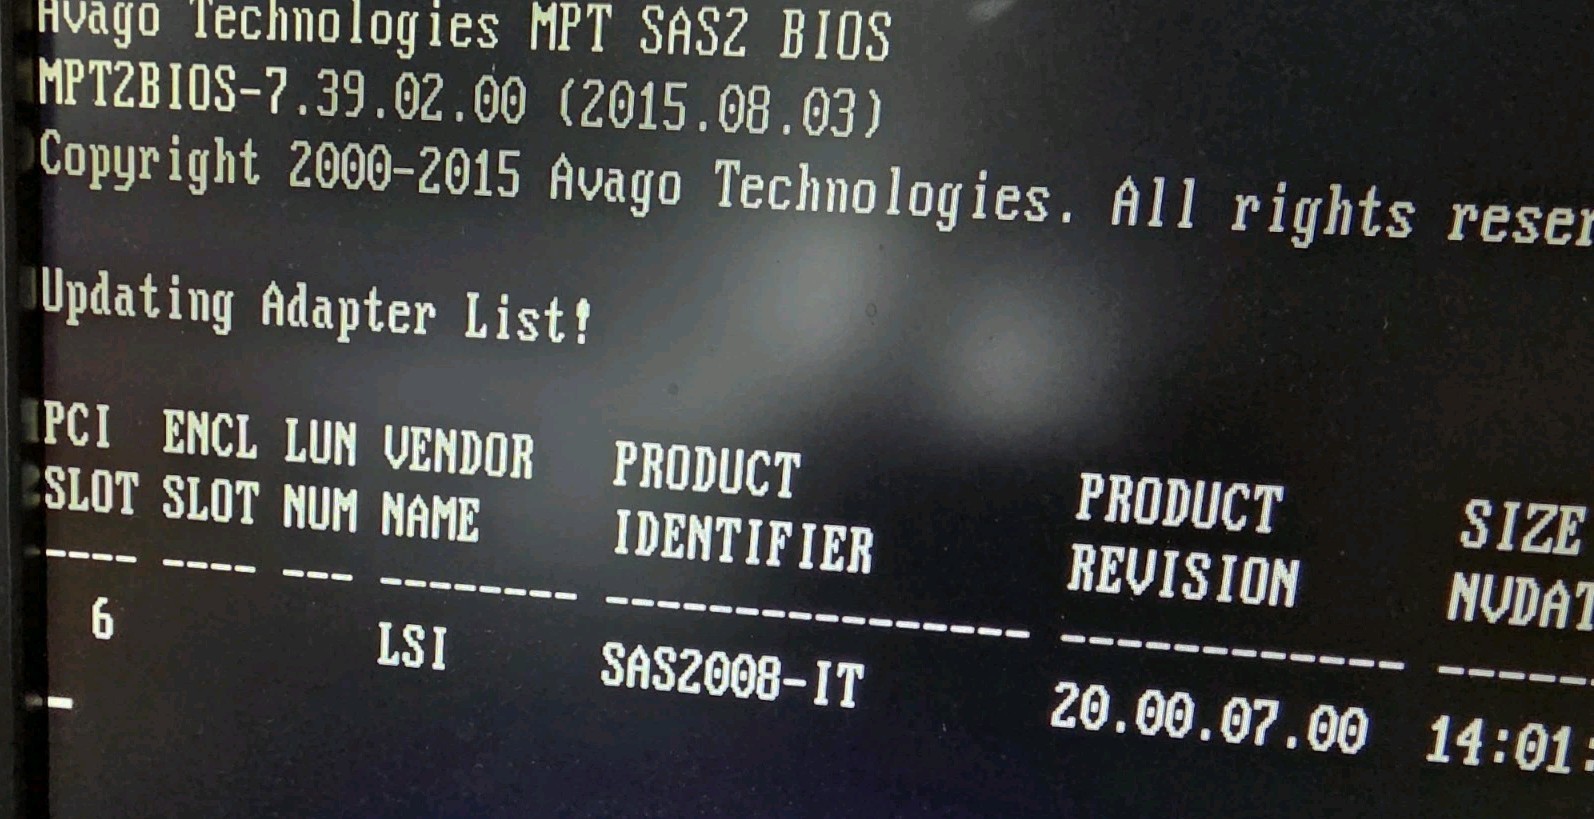 Avago Technologies MPT SAS2 BIOS
MPT2BIOS-7.39.02.00 (2015.08.03)
Copyright 2000-2015 Avago Technologies. All rights reser
Updating Adapter List!
PCI ENCL LUN VENDOR PRODUCT PRODUCT SIZE
SLOT SLOT NUM NAME IDENTIFIER REVISION NVDAT
---- ---- --- -------- ---------------- ----------- -----
6 LSI SAS2008-IT 20.00.07.00 14:01:
_